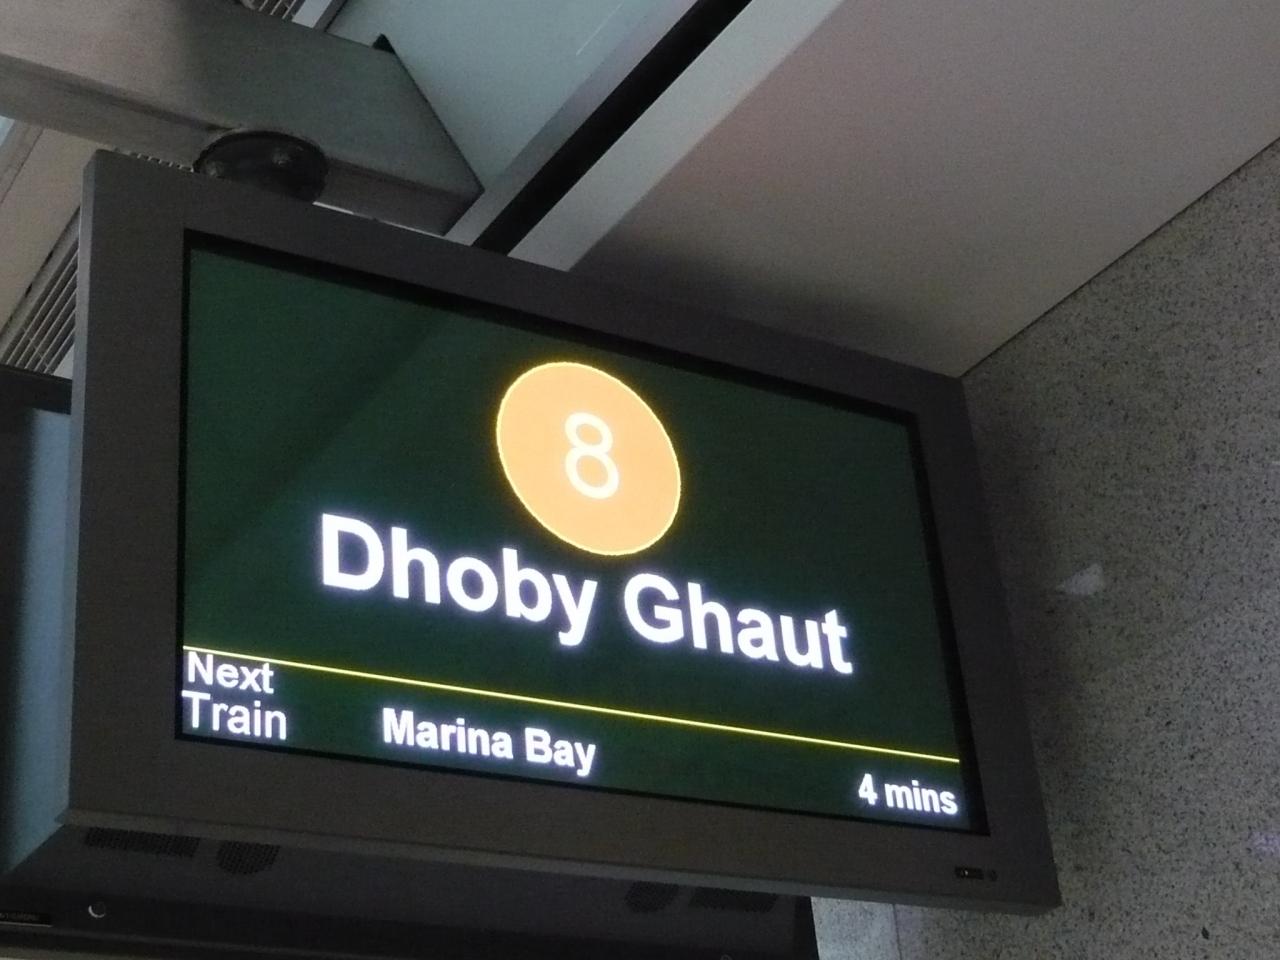 8
Dhoby Ghaut
Next
Train
Marina Bay
4 mins